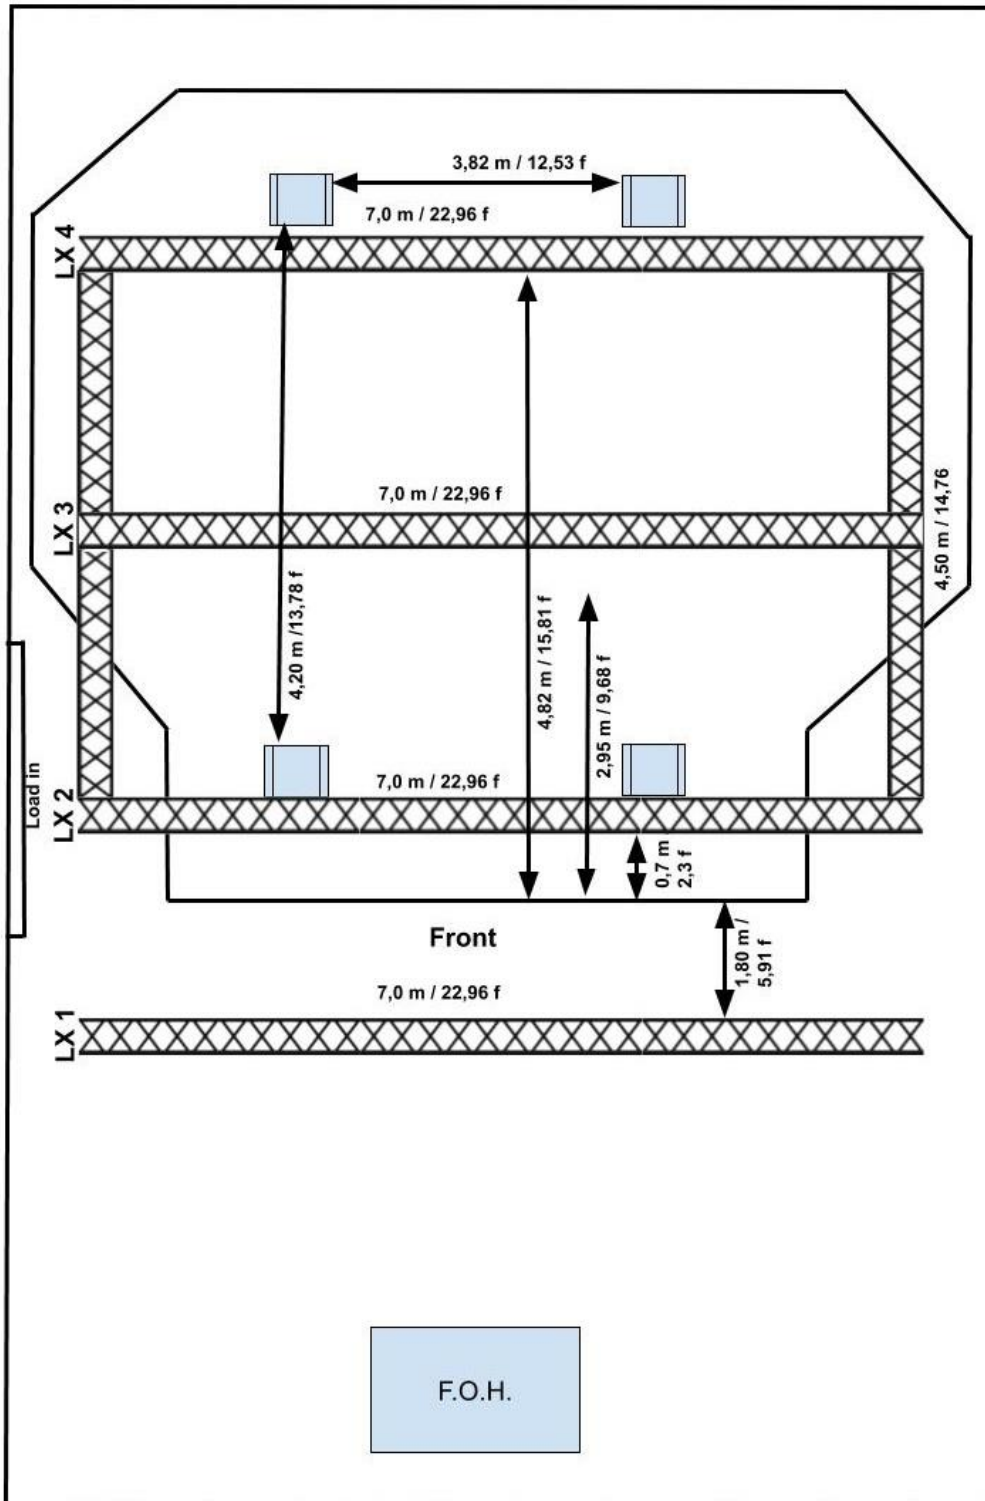 3,82 m / 12,53 f
7,0 m / 22,96 f
LX 4
7,0 m / 22,96 f
LX 3
4,50 m / 14,76
4,20 m /13,78 f
4,82 m / 15,81 f
2,95 m / 9,68 f
7,0 m / 22,96 f
LX 2
Load in
0,7 m
2,3 f
Front
1,80 m /
5,91 f
7,0 m / 22,96 f
LX 1
F.O.H.